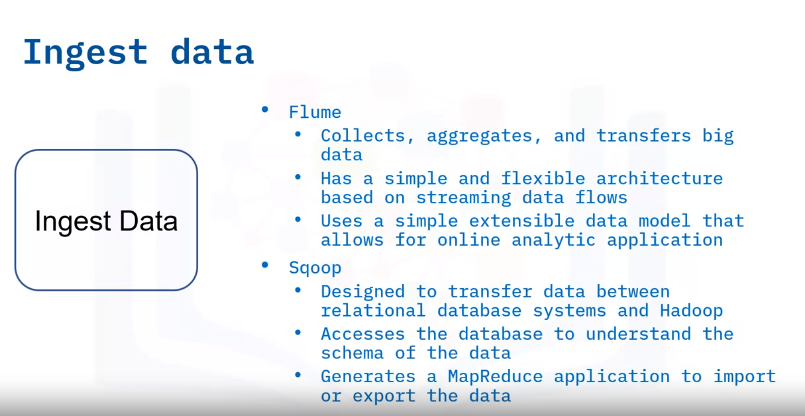 Ingest data
Ingest Data
• Flume
• Collects, aggregates, and transfers big
data
• Has a simple and flexible architecture
based on streaming data flows
• Uses a simple extensible data model that
allows for online analytic application
• Sqoop
• Designed to transfer data between
relational database systems and Hadoop
• Accesses the database to understand the
schema of the data
• Generates a MapReduce application to import
or export the data